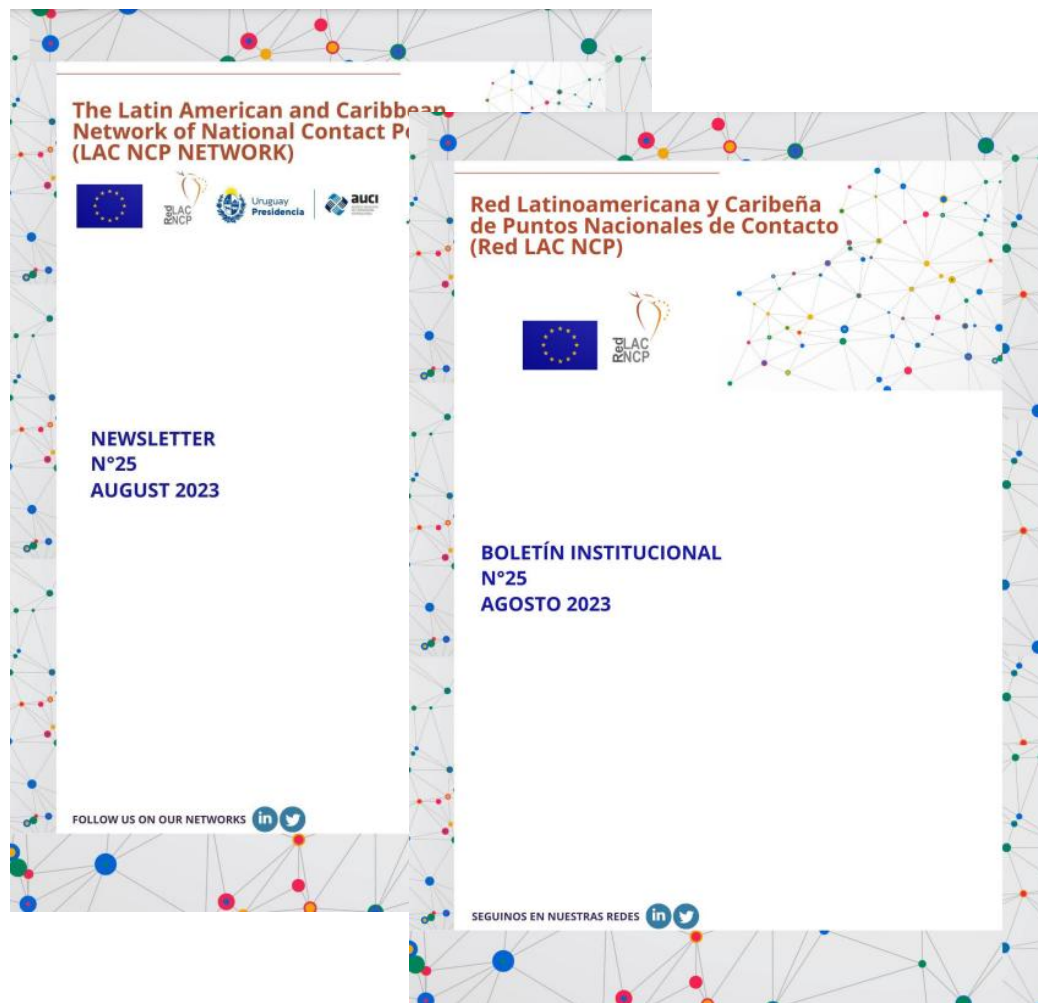 The Latin American and Caribbean
Network of National Contact
(LAC NCP NETWORK)
Red LAC NCP
Uruguay
Presidencia
auci
NEWSLETTER
N°25
AUGUST 2023
FOLLOW US ON OUR NETWORKS in
Red Latinoamericana y Caribeña
de Puntos Nacionales de Contacto
(Red LAC NCP)
Red LAC NCP
BOLETÍN INSTITUCIONAL
N°25
AGOSTO 2023
SEGUINOS EN NUESTRAS REDES in